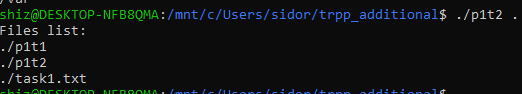 /var
shiz@DESKTOP-NFB8QMA:/mnt/c/Users/sidor/trpp_additional$ ./p1t2 .
Files list:
./p1t1
./p1t2
./task1.txt
shiz@DESKTOP-NFB8QMA:/mnt/c/Users/sidor/trpp_additional$